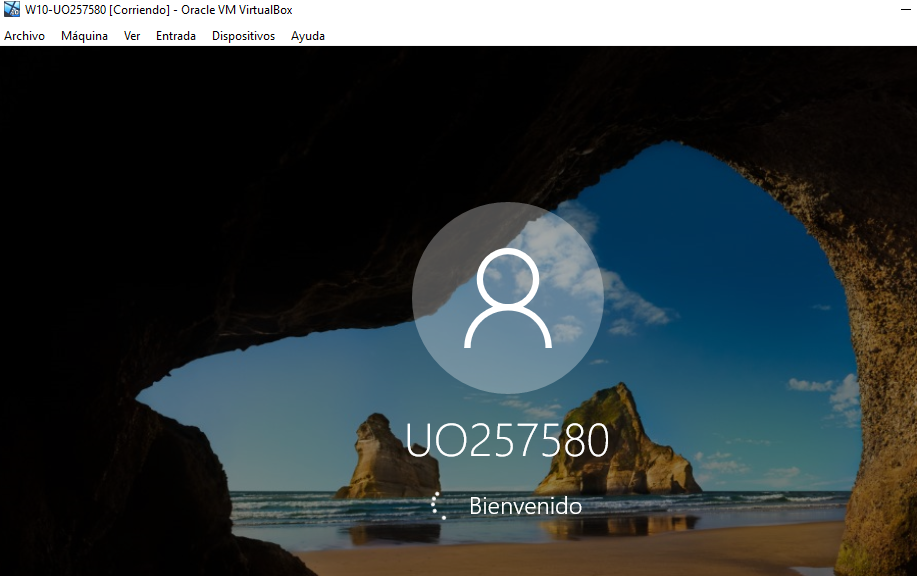 W10-UO257580 [Corriendo] - Oracle VM VirtualBox
Archivo Máquina Ver Entrada Dispositivos Ayuda
UO257580
Bienvenido